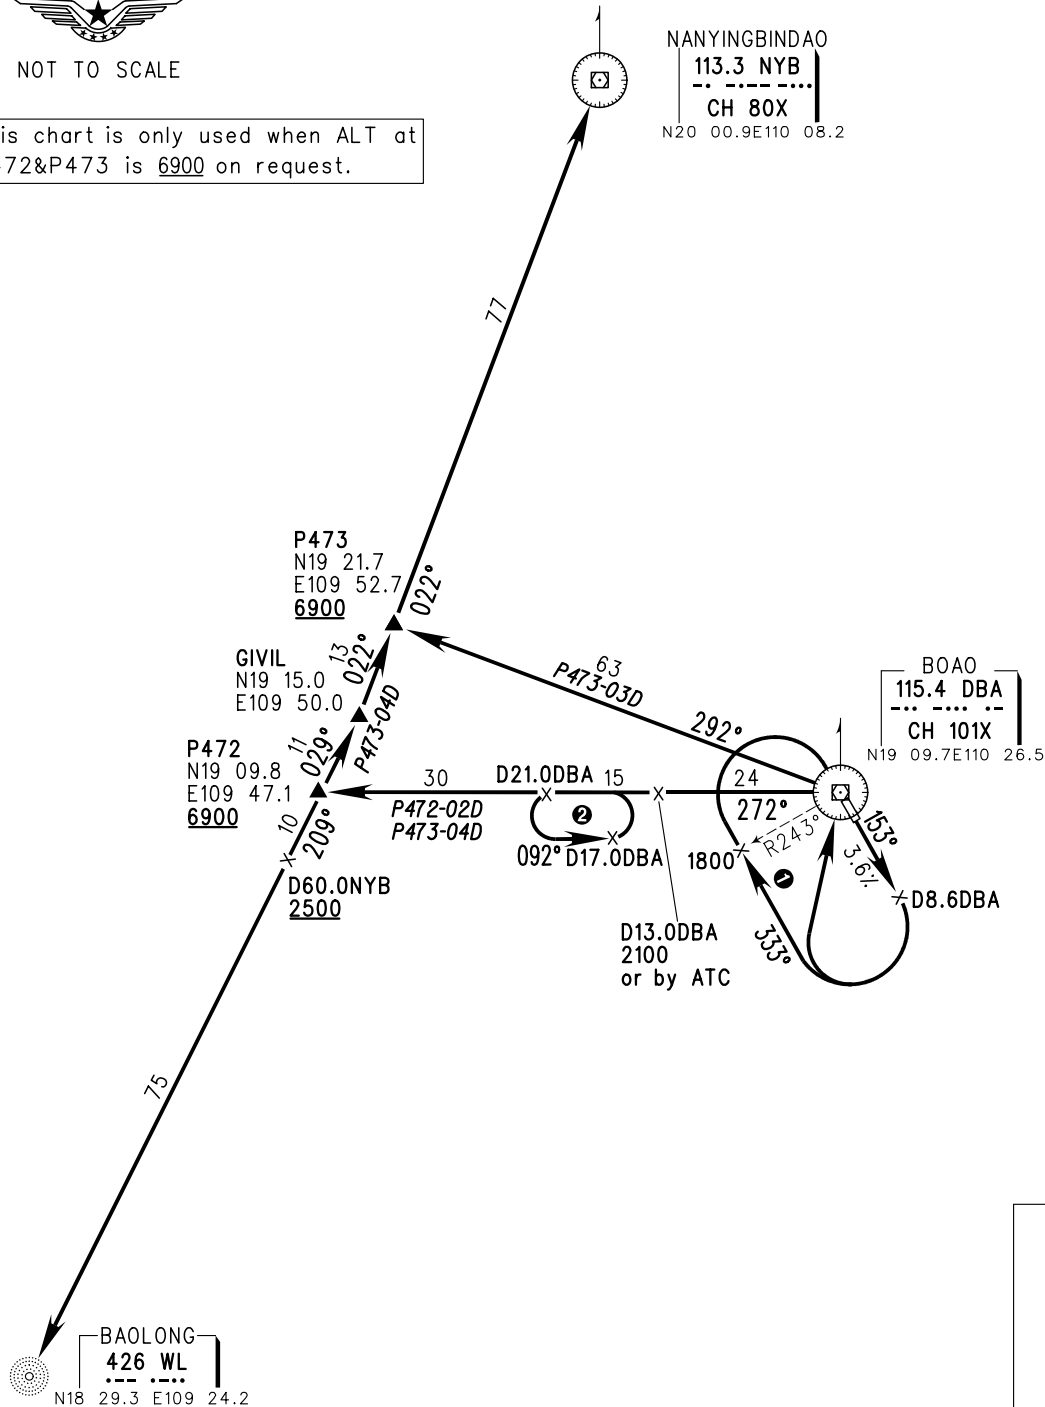 NOT TO SCALE
is chart is only used when ALT at
72&P473 is 6900 on request.
NANYINGBINDAO
113.3 NYB
CH 80X
N20 00.9E110 08.2
77
P473
N19 21.7
E109 52.7
6900
022°
GIVIL
N19 15.0
E109 50.0
13
022°
P473-04D
63
P473-03D
292°
BOAO
115.4 DBA
CH 101X
N19 09.7E110 26.5
P472
N19 09.8
E109 47.1
6900
11
029°
30
P472-02D
P473-04D
D21.0DBA
15
24
272°
2
092°
D17.0DBA
R243°
1800
1
153°
3.6%
D8.6DBA
333°
10
209°
D60.0NYB
2500
D13.0DBA
2100
or by ATC
75
BAOLONG
426 WL
N18 29.3 E109 24.2